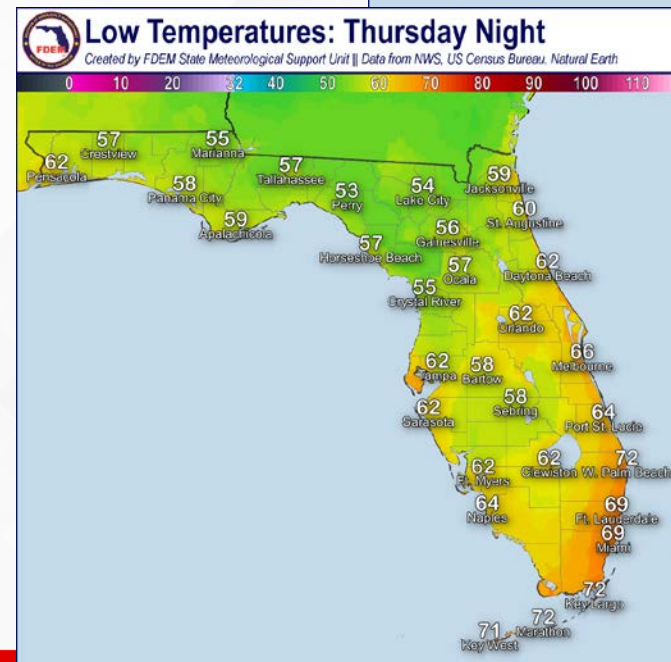 FDEM
Low Temperatures: Thursday Night
Created by FDEM State Meteorological Support Unit || Data from NWS, US Census Bureau, Natural Earth
0 10 20 32 40 50 60 70 80 90 100 110
57
Crestview
55
Marianna
62
Pensacola
58
Panama City
57
Tallahassee
59
Apalachicola
53
Perry
54
Lake City
59
Jacksonville
60
St. Augustine
56
Gainesville
57
Horseshoe Beach
57
Ocala
62
Daytona Beach
55
Crystal River
62
Orlando
66
Melbourne
62
Tampa
58
Bartow
58
Sebring
62
Sarasota
64
Port St. Lucie
62
Ft. Myers
62
Clewiston
72
W. Palm Beach
64
Naples
69
Ft. Lauderdale
69
Miami
72
Key Largo
72
Marathon
71
Key West